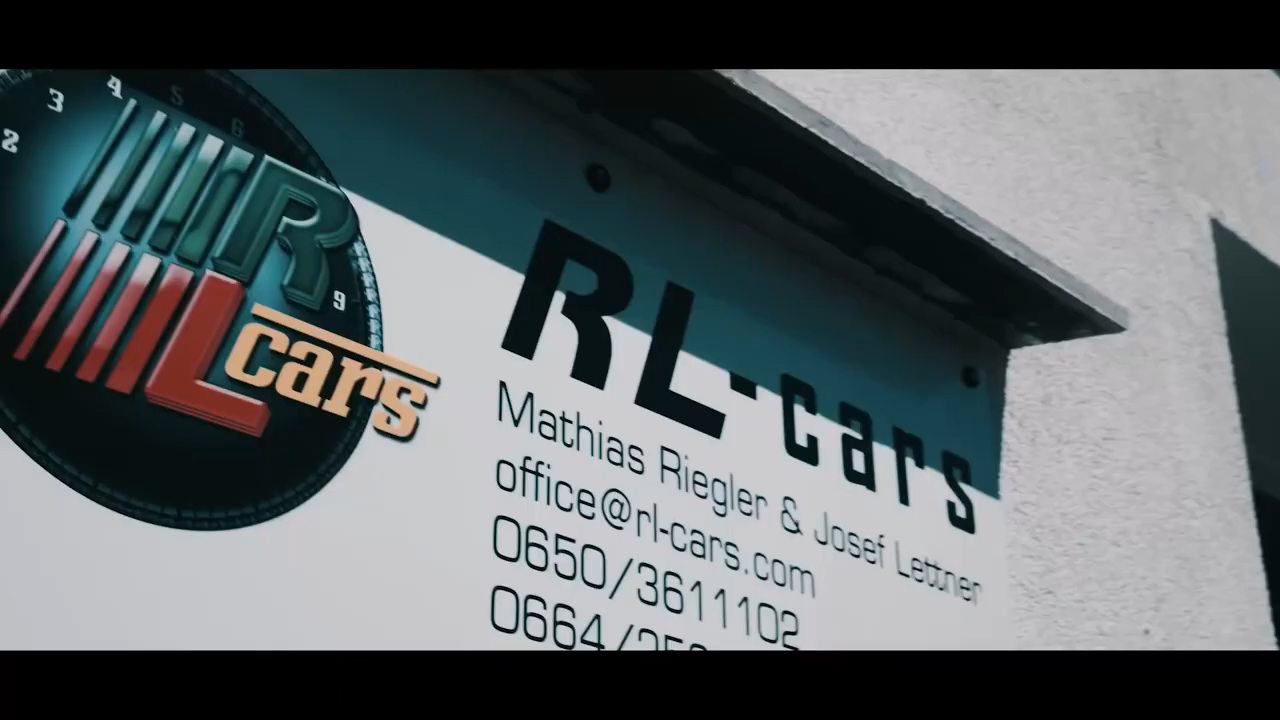 2 3 4 5 6
9
RL
cars
RL-cars
Mathias Riegler & Josef Lettner
office@rl-cars.com
0650/3611102
0664/